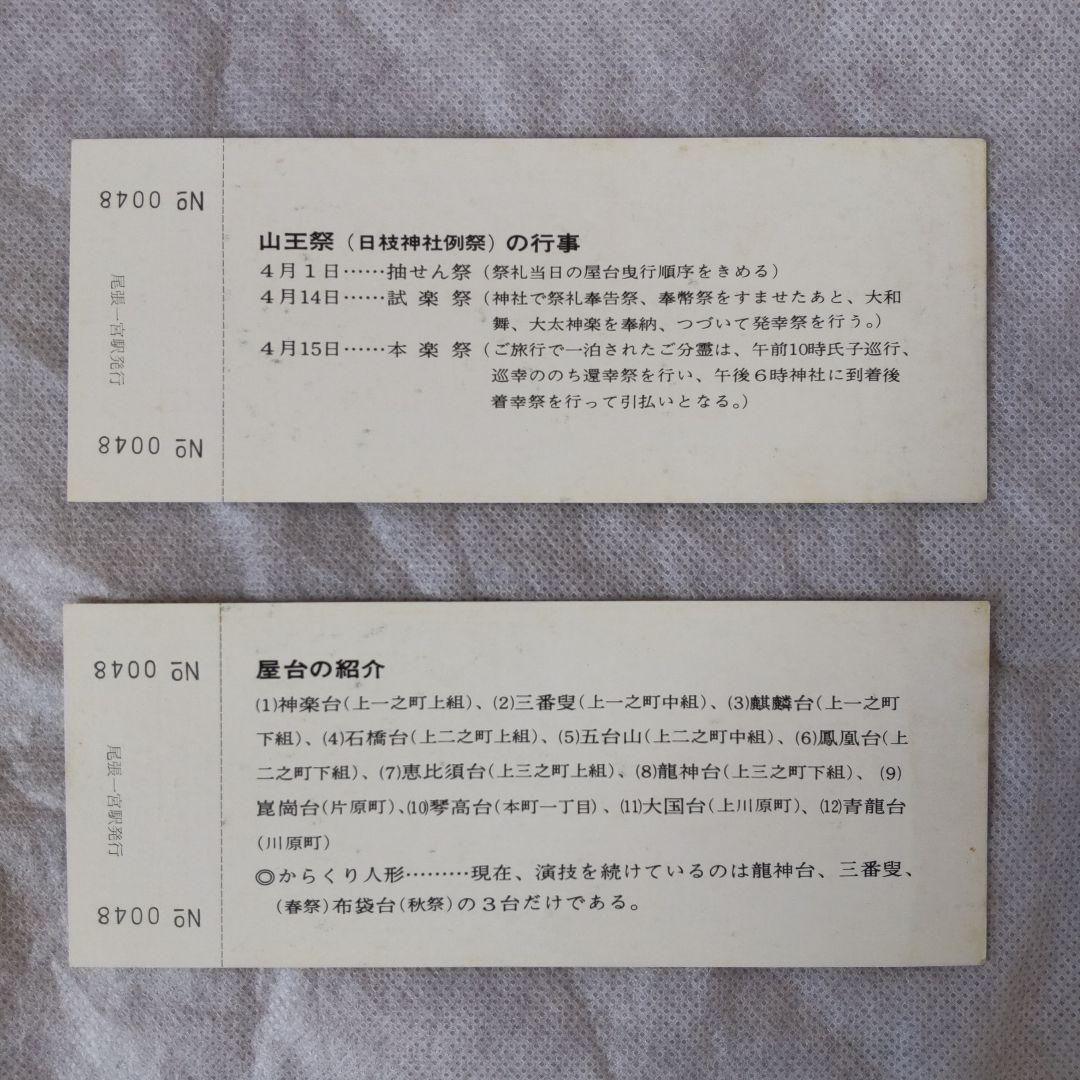 № 0048
尾張一宮駅発行
№ 0048
山王祭(日枝神社例祭)の行事
4月1日……抽せん祭(祭礼当日の屋台曳行順序をきめる)
4月14日……試楽祭(神社で祭礼奉告祭、奉幣祭をすませたあと、大和
舞、大太神楽を奉納、つづいて発幸祭を行う。)
4月15日……本楽祭(ご旅行で一泊されたご分霊は、午前10時氏子巡行、
巡幸ののち還幸祭を行い、午後6時神社に到着後
着幸祭を行って引払いとなる。)
№ 0048
尾張一宮駅発行
№ 0048
屋台の紹介
(1)神楽台(上一之町上組)、(2)三番叟(上一之町中組)、(3)麒麟台(上一之町
下組)、(4)石橋台(上二之町上組)、(5)五台山(上二之町中組)、(6)鳳凰台(上
二之町下組)、(7)恵比須台(上三之町上組)、(8)龍神台(上三之町下組)、(9)
崑崗台(片原町)、(10)琴高台(本町一丁目)、(11)大国台(上川原町)、(12)青龍台
(川原町)
◎からくり人形………現在、演技を続けているのは龍神台、三番叟、
(春祭)布袋台(秋祭)の3台だけである。